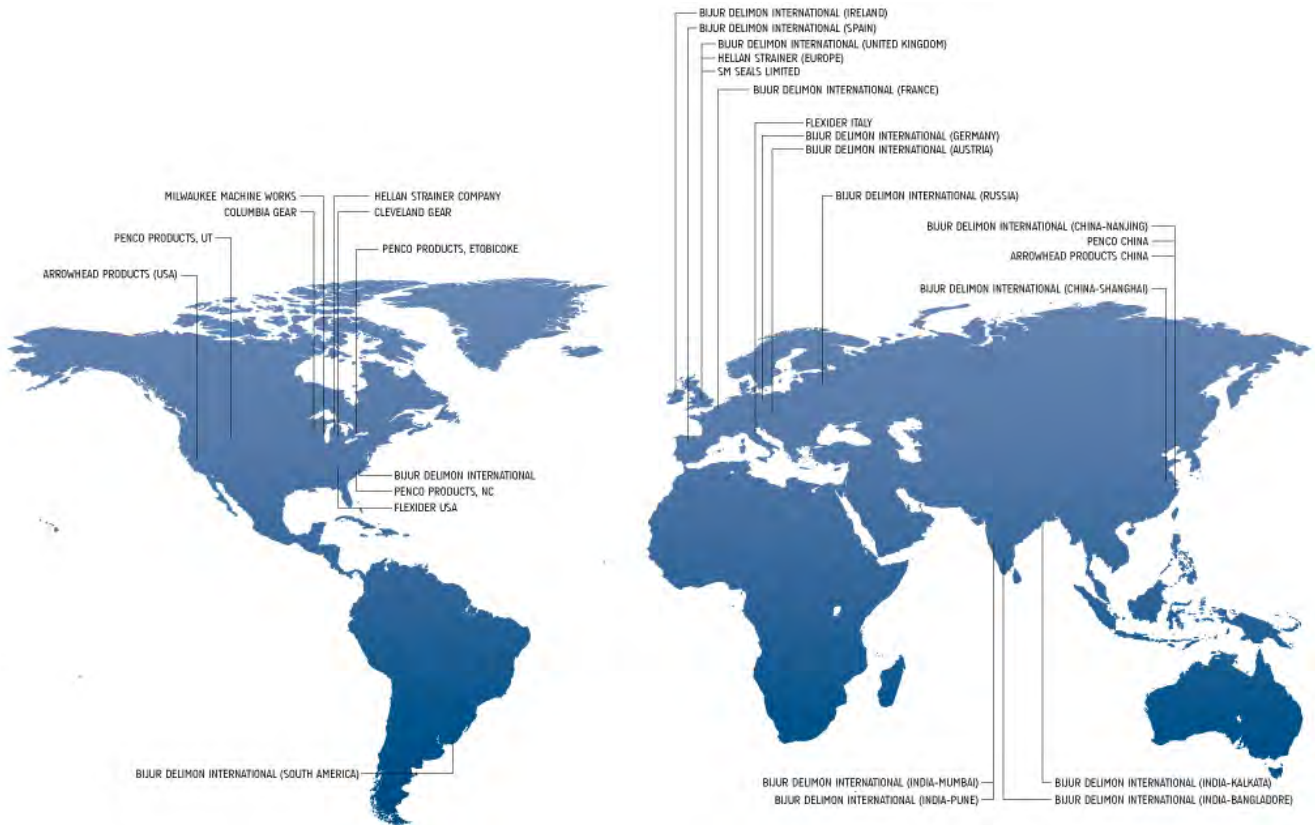 BIJUR DELIMON INTERNATIONAL (IRELAND)
BIJUR DELIMON INTERNATIONAL (SPAIN)
BIJUR DELIMON INTERNATIONAL (UNITED KINGDOM)
HELLAN STRAINER (EUROPE)
SM SEALS LIMITED
BIJUR DELIMON INTERNATIONAL (FRANCE)
FLEXIDER ITALY
BIJUR DELIMON INTERNATIONAL (GERMANY)
BIJUR DELIMON INTERNATIONAL (AUSTRIA)
MILWAUKEE MACHINE WORKS
HELLAN STRAINER COMPANY
COLUMBIA GEAR
CLEVELAND GEAR
PENCO PRODUCTS, UT
PENCO PRODUCTS, ETOBICOKE
ARROWHEAD PRODUCTS (USA)
BIJUR DELIMON INTERNATIONAL (RUSSIA)
BIJUR DELIMON INTERNATIONAL (CHINA-NANJING)
PENCO CHINA
ARROWHEAD PRODUCTS CHINA
BIJUR DELIMON INTERNATIONAL (CHINA-SHANGHAI)
BIJUR DELIMON INTERNATIONAL
PENCO PRODUCTS, NC
FLEXIDER USA
BIJUR DELIMON INTERNATIONAL (SOUTH AMERICA)
BIJUR DELIMON INTERNATIONAL (INDIA-MUMBAI)
BIJUR DELIMON INTERNATIONAL (INDIA-PUNE)
BIJUR DELIMON INTERNATIONAL (INDIA-KALKATA)
BIJUR DELIMON INTERNATIONAL (INDIA-BANGLADORE)